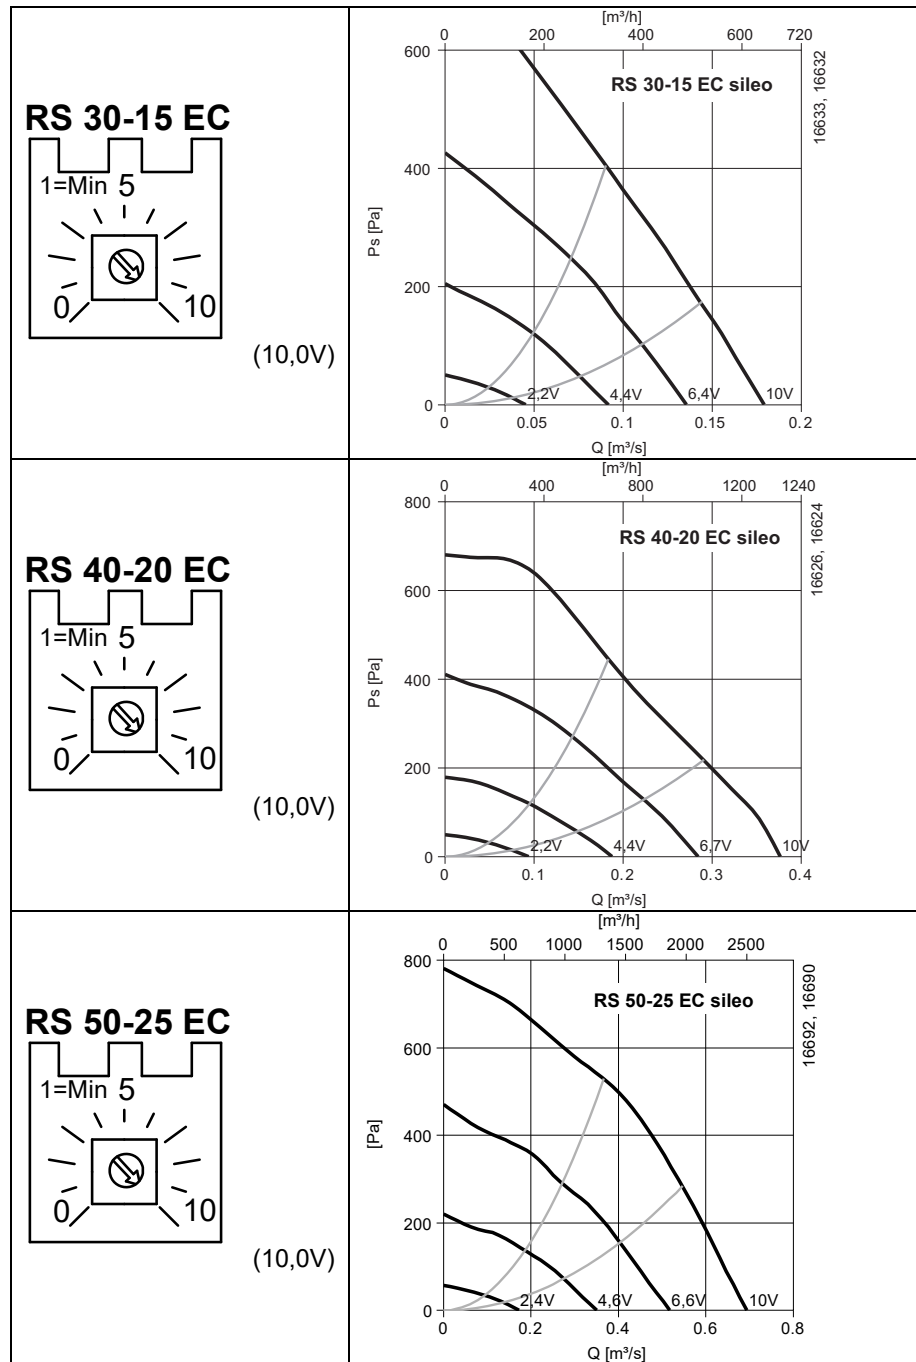 RS 30-15 EC
1=Min 5
0 10
(10,0V)
[m³/h]
0 200 400 600 720
600
400
200
0
Ps [Pa]
RS 30-15 EC sileo
16633, 16632
2,2V 4,4V 6,4V 10V
0 0.05 0.1 0.15 0.2
Q [m³/s]
RS 40-20 EC
1=Min 5
0 10
(10,0V)
[m³/h]
0 400 800 1200 1240
800
600
400
200
0
Ps [Pa]
RS 40-20 EC sileo
16626, 16624
2,2V 4,4V 6,7V 10V
0 0.1 0.2 0.3 0.4
Q [m³/s]
RS 50-25 EC
1=Min 5
0 10
(10,0V)
[m³/h]
0 500 1000 1500 2000 2500
800
600
400
200
0
[Pa]
RS 50-25 EC sileo
16692, 16690
2,4V 4,6V 6,6V 10V
0 0.2 0.4 0.6 0.8
Q [m³/s]